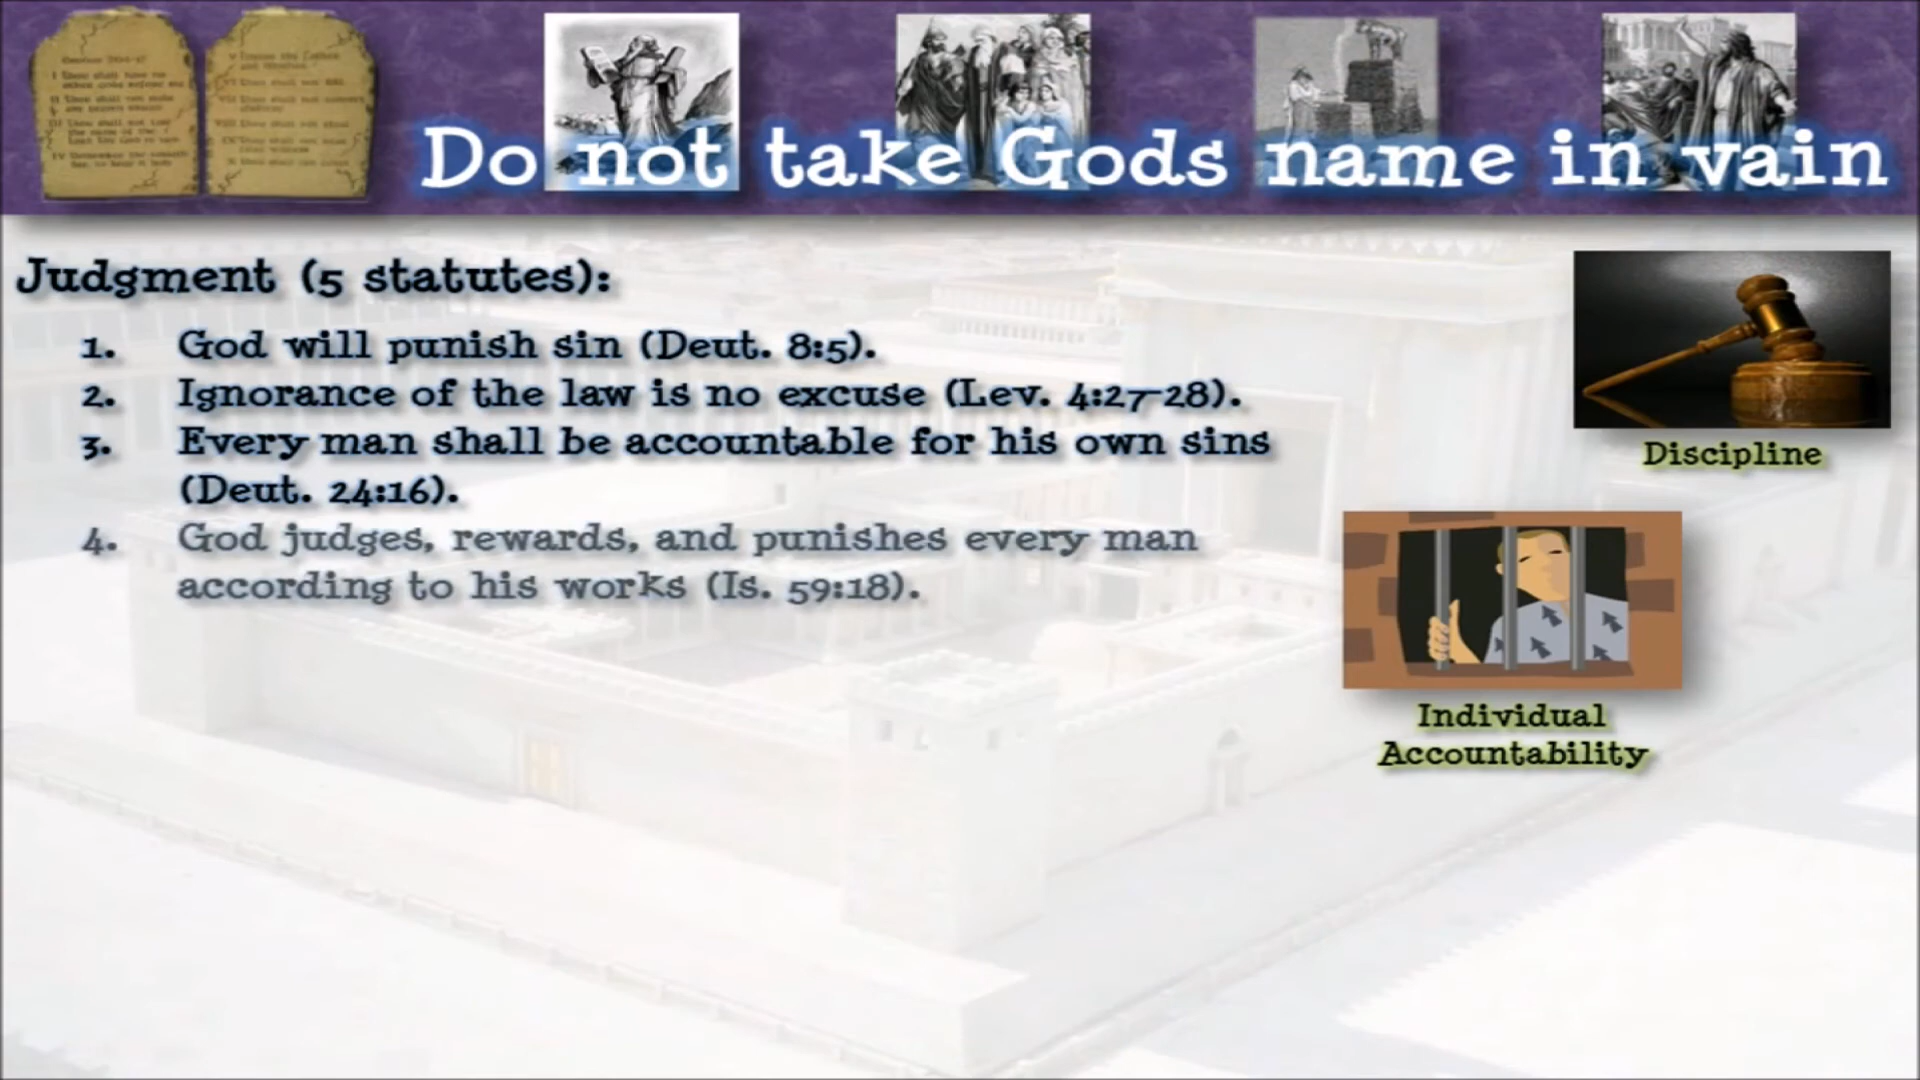 Do not take Gods name in vain
Judgment (5 statutes):
1. God will punish sin (Deut. 8:5).
2. Ignorance of the law is no excuse (Lev. 4:27-28).
3. Every man shall be accountable for his own sins
(Deut. 24:16).
4. God judges, rewards, and punishes every man
according to his works (Is. 59:18).
Discipline
Individual
Accountability